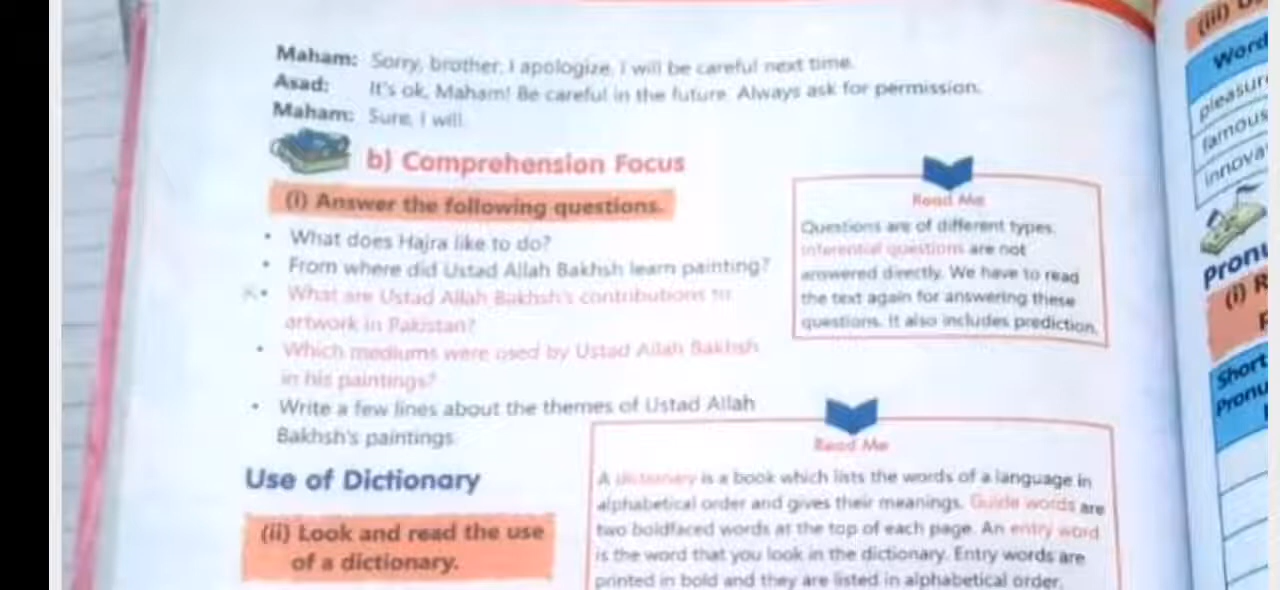 Maham: Sorry, brother, I apologize, I will be careful next time.
Asad: It's ok, Maham! Be careful in the future. Always ask for permission.
Maham: Sure, I will.
b) Comprehension Focus
(i) Answer the following questions.
• What does Hajra like to do?
• From where did Ustad Allah Bakhsh learn painting?
• What are Ustad Allah Bakhsh's contributions to
artwork in Pakistan?
• Which mediums were used by Ustad Allah Bakhsh
in his paintings?
• Write a few lines about the themes of Ustad Allah
Bakhsh's paintings.
Read Me
Questions are of different types.
Inferential questions are not
answered directly. We have to read
the text again for answering these
questions. It also includes prediction.
Use of Dictionary
(ii) Look and read the use
of a dictionary.
Read Me
A dictionary is a book which lists the words of a language in
alphabetical order and gives their meanings. Guide words are
two boldfaced words at the top of each page. An entry word
is the word that you look in the dictionary. Entry words are
printed in bold and they are listed in alphabetical order.
(iii)
Word
famous
(i)
Short